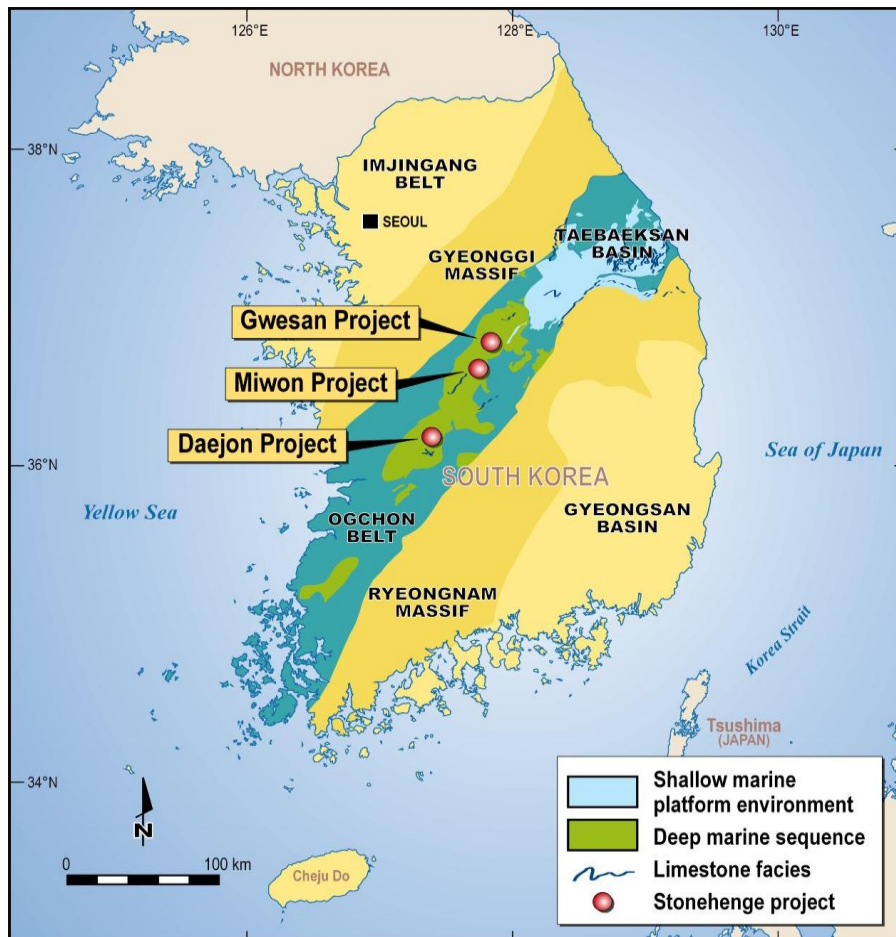 126°E
128°E
130°E
NORTH KOREA
38°N
IMJINGANG
BELT
SEOUL
TAEBAEKSAN
BASIN
GYEONGGI
MASSIF
Gwesan Project
Miwon Project
Daejon Project
36°N
SOUTH KOREA
Sea of Japan
Yellow Sea
OGCHON
BELT
GYEONGSAN
BASIN
RYEONGNAM
MASSIF
Korea Strait
Tsushima
(JAPAN)
34°N
N
0
100 km
Cheju Do
Shallow marine
platform environment
Deep marine sequence
Limestone facies
Stonehenge project